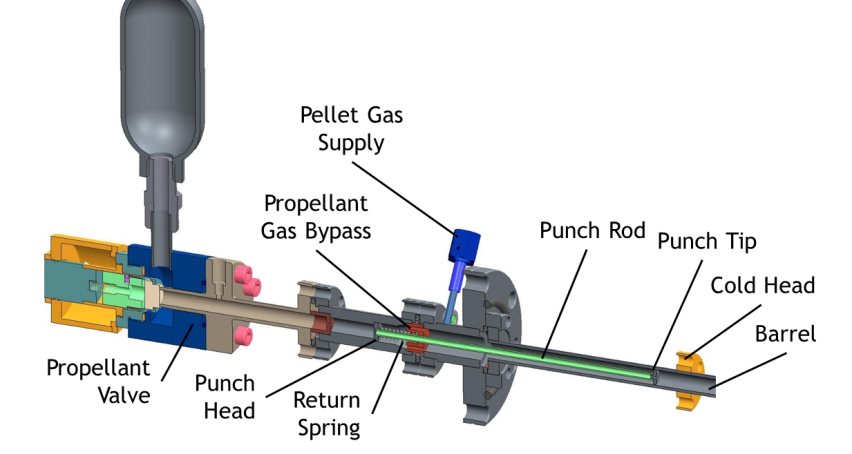 Pellet Gas
Supply
Propellant
Gas Bypass
Punch Rod
Punch Tip
Cold Head
Barrel
Propellant
Valve
Punch
Head
Return
Spring